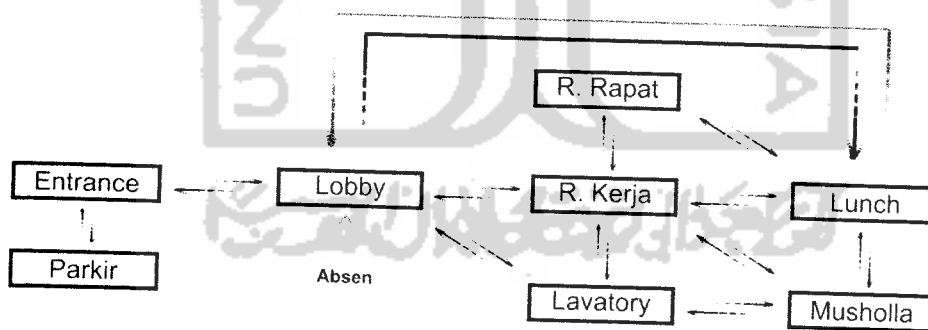 R. Rapat
Entrance
Lobby
R. Kerja
Lunch
Parkir
Absen
Lavatory
Musholla